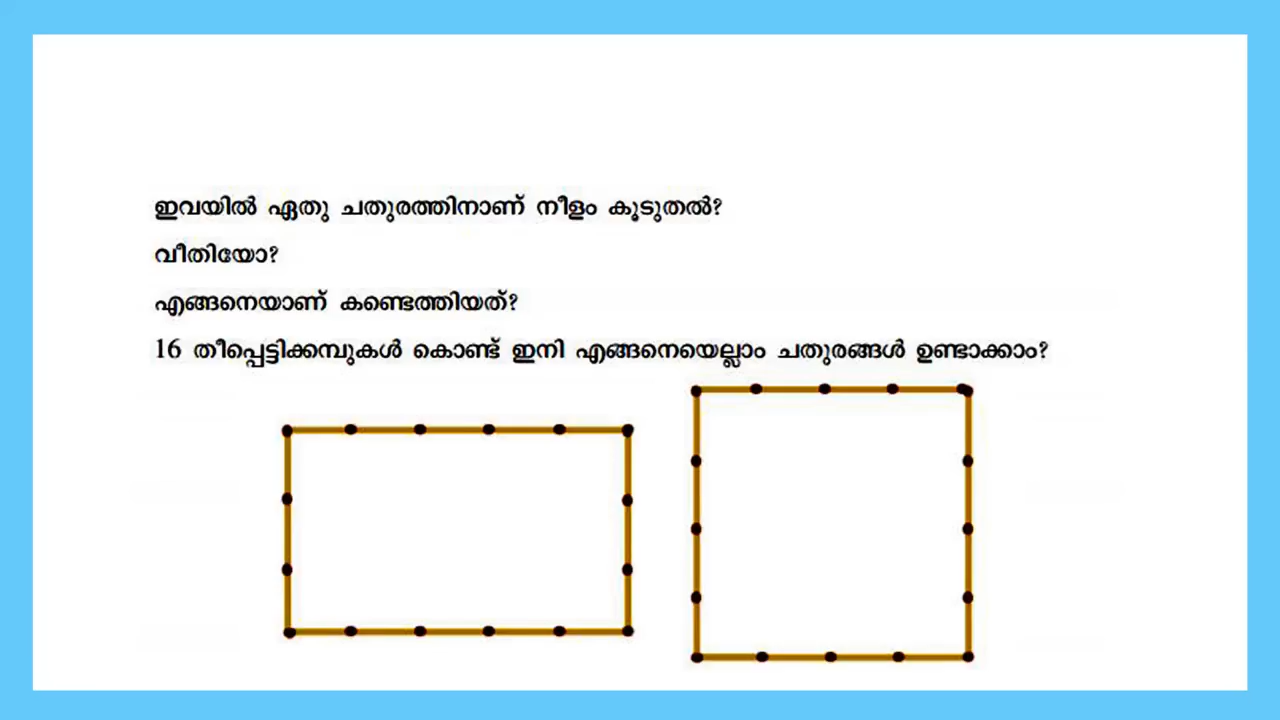 ഇവയിൽ ഏതു ചതുരത്തിനാണ് നീളം കൂടുതൽ?
വീതിയോ?
എങ്ങനെയാണ് കണ്ടെത്തിയത്?
16 തീപ്പെട്ടിക്കമ്പുകൾ കൊണ്ട് ഇനി എങ്ങനെയെല്ലാം ചതുരങ്ങൾ ഉണ്ടാക്കാം?